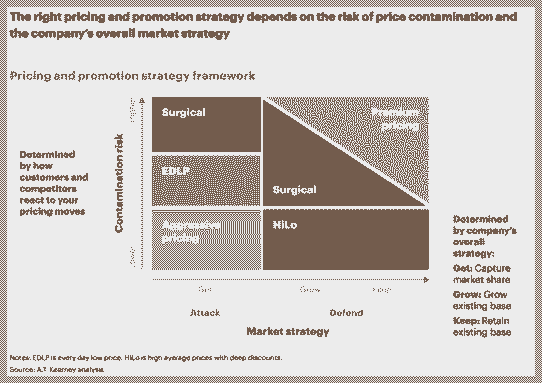 The right pricing and promotion strategy depends on the risk of price contamination and
the company's overall market strategy
Pricing and promotion strategy framework
Surgical
Premium
pricing
Determined
by how
customers and
competitors
react to your
pricing moves
Contamination risk
EDLP
Surgical
Aggressive
pricing
HiLo
Determined
by company's
overall
strategy:
Get: Capture
market share
Grow: Grow
existing base
Keep: Retain
existing base
Get
Grow
Keep
Attack
Defend
Market strategy
Notes: EDLP is every day low price. HiLo is high average prices with deep discounts.
Source: A.T. Kearney analysis